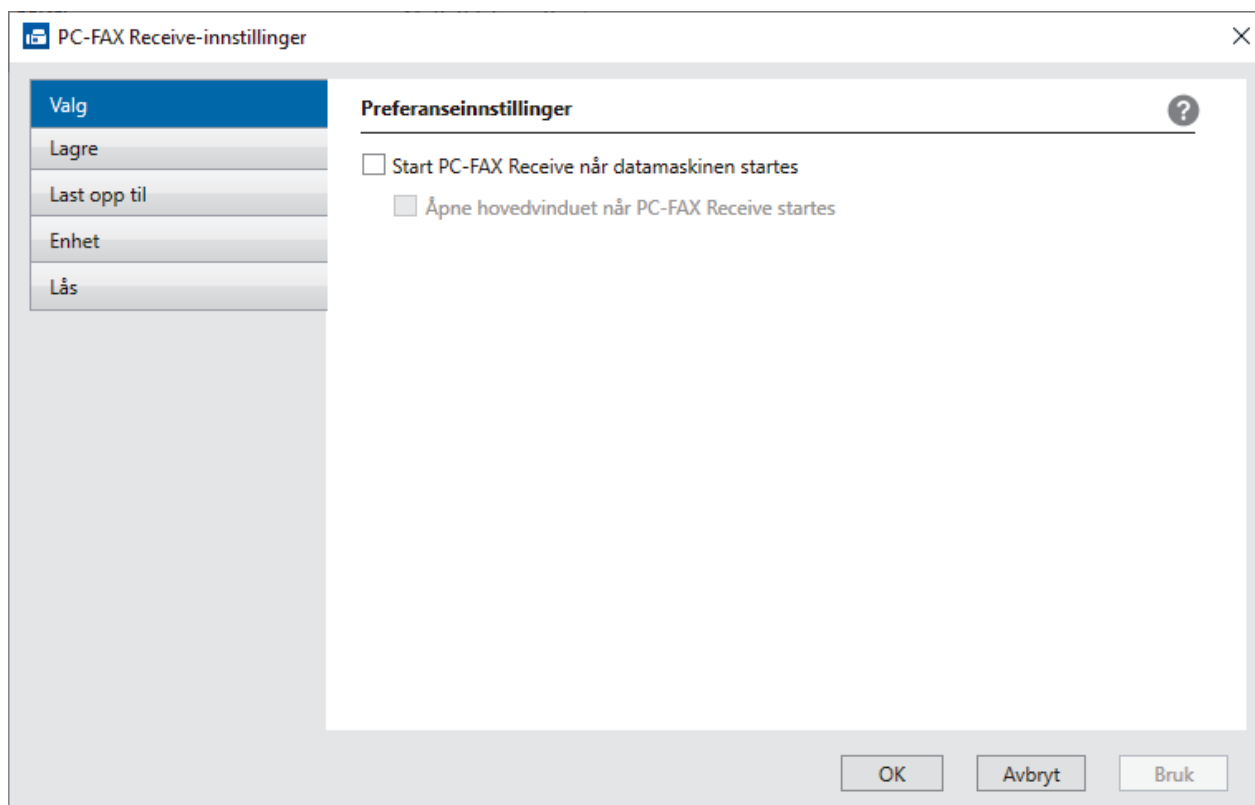 PC-FAX Receive-innstillinger
Valg
Lagre
Last opp til
Enhet
Lås
Preferanseinnstillinger
?
Start PC-FAX Receive når datamaskinen startes
Åpne hovedvinduet når PC-FAX Receive startes
OK
Avbryt
Bruk